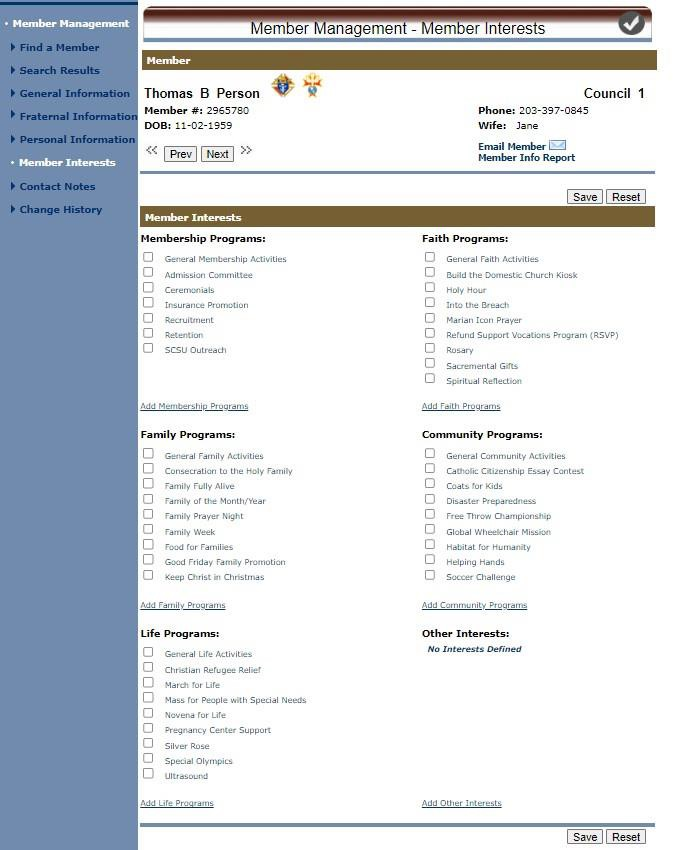 · Member Management
Find a Member
Search Results
General Information
Fraternal Information
Personal Information
· Member Interests
Contact Notes
Change History
Member Management - Member Interests
Member
Thomas B Person
Council 1
Member #: 2965780
Phone: 203-397-0845
DOB: 11-02-1959
Wife: Jane
<< Prev Next >>
Email Member
Member Info Report
Save Reset
Member Interests
Membership Programs:
General Membership Activities
Admission Committee
Ceremonials
Insurance Promotion
Recruitment
Retention
SCSU Outreach
Add Membership Programs
Faith Programs:
General Faith Activities
Build the Domestic Church Kiosk
Holy Hour
Into the Breach
Marian Icon Prayer
Refund Support Vocations Program (RSVP)
Rosary
Sacremental Gifts
Spiritual Reflection
Add Faith Programs
Family Programs:
General Family Activities
Consecration to the Holy Family
Family Fully Alive
Family of the Month/Year
Family Prayer Night
Family Week
Food for Families
Good Friday Family Promotion
Keep Christ in Christmas
Add Family Programs
Community Programs:
General Community Activities
Catholic Citizenship Essay Contest
Coats for Kids
Disaster Preparedness
Free Throw Championship
Global Wheelchair Mission
Habitat for Humanity
Helping Hands
Soccer Challenge
Add Community Programs
Life Programs:
General Life Activities
Christian Refugee Relief
March for Life
Mass for People with Special Needs
Novena for Life
Pregnancy Center Support
Silver Rose
Special Olympics
Ultrasound
Add Life Programs
Other Interests:
No Interests Defined
Add Other Interests
Save Reset